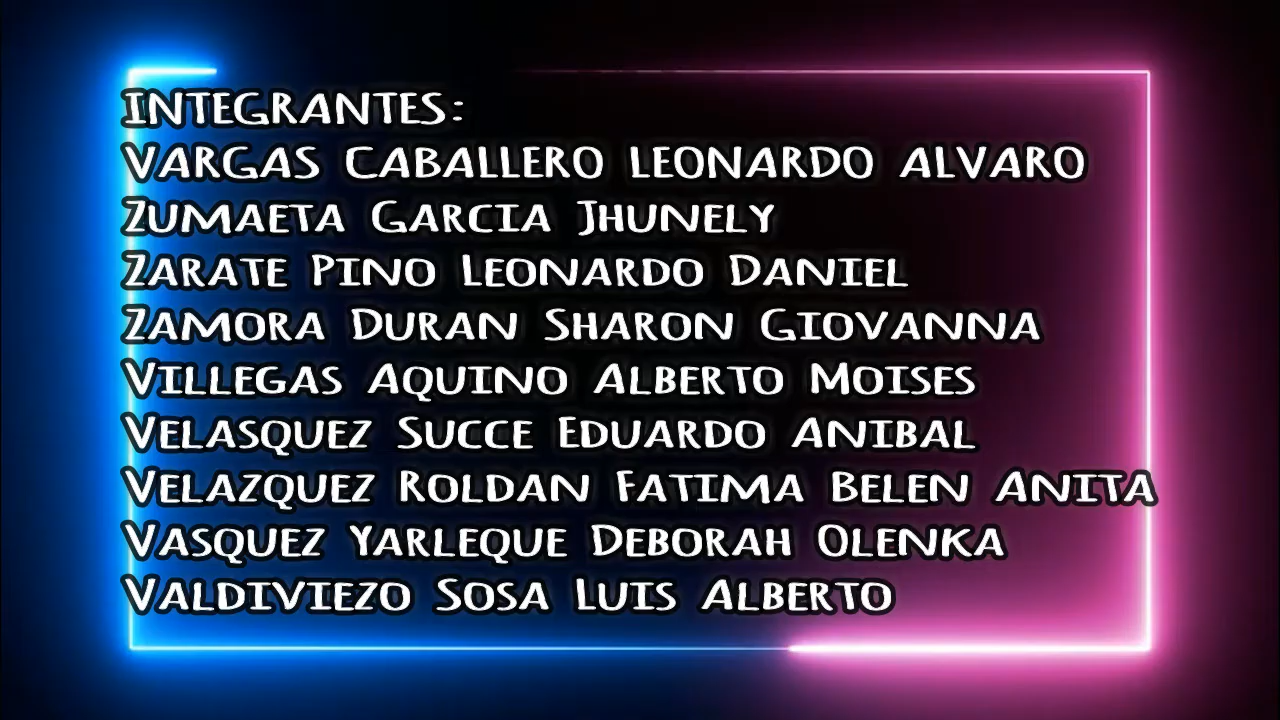 INTEGRANTES:
VARGAS CABALLERO LEONARDO ALVARO
ZUMAETA GARCIA JHUNELY
ZARATE PINO LEONARDO DANIEL
ZAMORA DURAN SHARON GIOVANNA
VILLEGAS AQUINO ALBERTO MOISES
VELASQUEZ SUCCE EDUARDO ANIBAL
VELAZQUEZ ROLDAN FATIMA BELEN ANITA
VASQUEZ YARLEQUE DEBORAH OLENKA
VALDIVIEZO SOSA LUIS ALBERTO